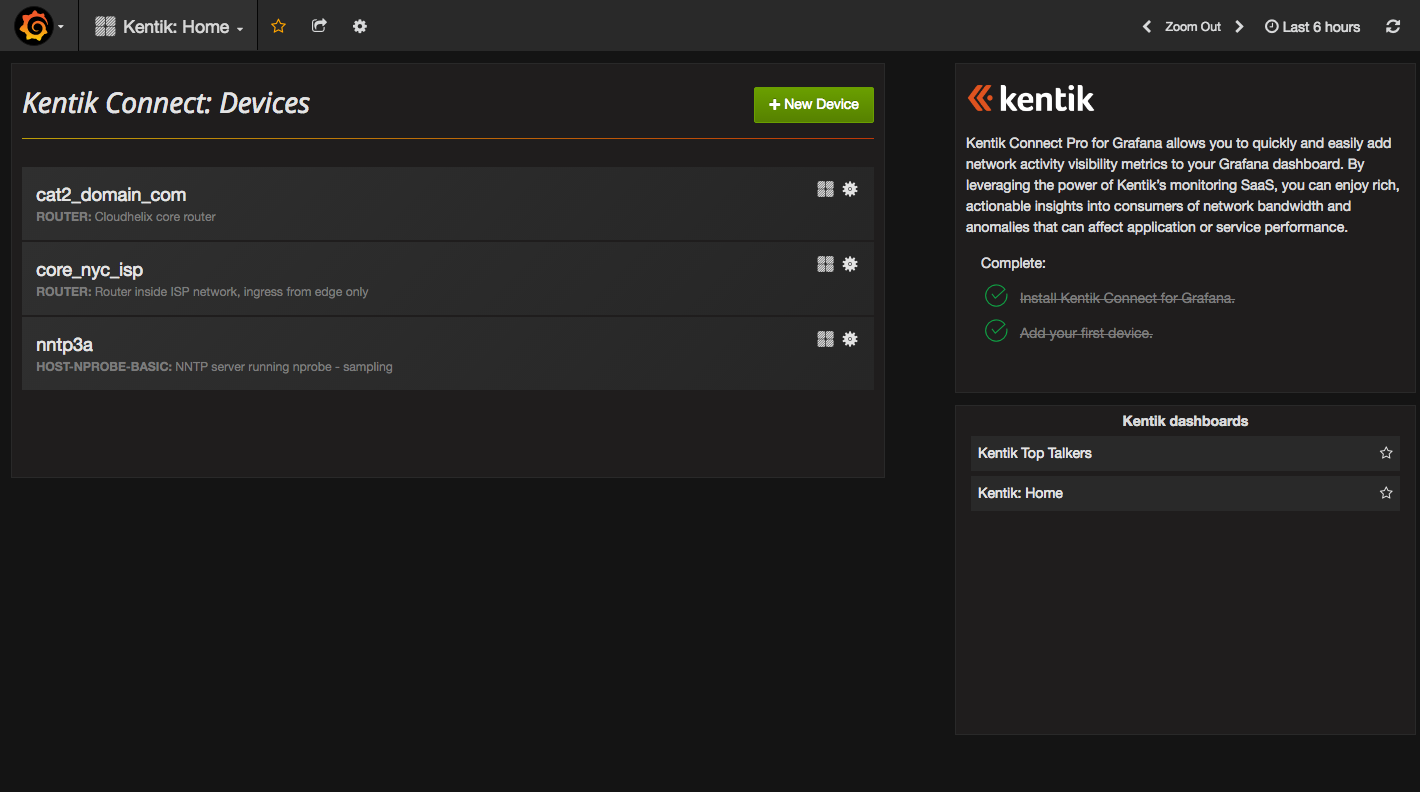 Kentik: Home
Zoom Out
Last 6 hours
Kentik Connect: Devices
+ New Device
cat2_domain_com
ROUTER: Cloudhelix core router
core_nyc_isp
ROUTER: Router inside ISP network, ingress from edge only
nntp3a
HOST-NPROBE-BASIC: NNTP server running nprobe - sampling
kentik
Kentik Connect Pro for Grafana allows you to quickly and easily add
network activity visibility metrics to your Grafana dashboard. By
leveraging the power of Kentik's monitoring SaaS, you can enjoy rich,
actionable insights into consumers of network bandwidth and
anomalies that can affect application or service performance.
Complete:
Install Kentik Connect for Grafana.
Add your first device.
Kentik dashboards
Kentik Top Talkers
Kentik: Home